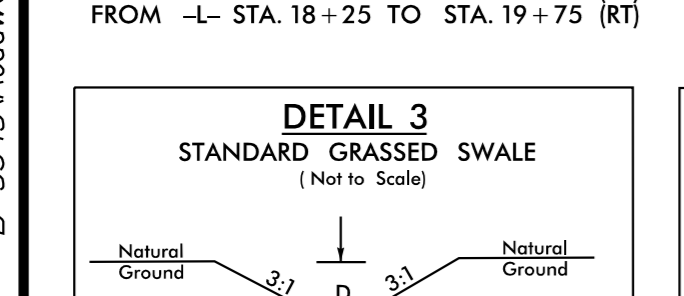 FROM –L– STA. 18+25 TO STA. 19+75 (RT)
DETAIL 3
STANDARD GRASSED SWALE
( Not to Scale)
Natural
Ground
3:1
D
3:1
Natural
Ground